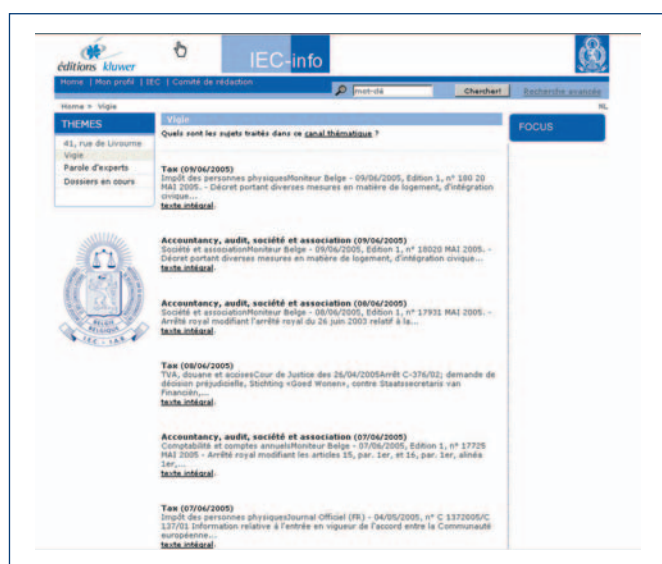 éditions kluwer
IEC-info
Home | Mon profil | IEC | Comité de rédaction
mot-clé
Chercher!
Recherche avancée
Home > Vigie
NL
THEMES
41, rue de Livourne
Vigie
Parole d'experts
Dossiers en cours
BELGIE
BELGIQUE
IEC - IAB
Vigie
Quels sont les sujets traités dans ce canal thématique ?
Tax (09/06/2005)
Impôt des personnes physiquesMoniteur Belge - 09/06/2005, Edition 1, n° 180 20
MAI 2005. - Décret portant diverses mesures en matière de logement, d'intégration
civique...
texte intégral.
Accountancy, audit, société et association (09/06/2005)
Société et associationMoniteur Belge - 09/06/2005, Edition 1, n° 18020 MAI 2005. -
Décret portant diverses mesures en matière de logement, d'intégration civique...
texte intégral.
Accountancy, audit, société et association (08/06/2005)
Société et associationMoniteur Belge - 08/06/2005, Edition 1, n° 17931 MAI 2005. -
Arrêté royal modifiant l'arrêté royal du 26 juin 2003 relatif à la...
texte intégral.
Tax (08/06/2005)
TVA, douane et accisesCour de Justice des 26/04/2005Arrêt C-376/02; demande de
décision préjudicielle, Stichting «Goed Wonen», contre Staatssecretaris van
Financiën,...
texte intégral.
Accountancy, audit, société et association (07/06/2005)
Comptabilité et comptes annuelsMoniteur Belge - 07/06/2005, Edition 1, n° 17725
MAI 2005 - Arrêté royal modifiant les articles 15, par. 1er, et 16, par. 1er, alinéa
1er,...
texte intégral.
Tax (07/06/2005)
Impôt des personnes physiquesJournal Officiel (FR) - 04/05/2005, n° C 1372005/C
137/01 Information relative à l'entrée en vigueur de l'accord entre la Communauté
européenne...
texte intégral.
FOCUS